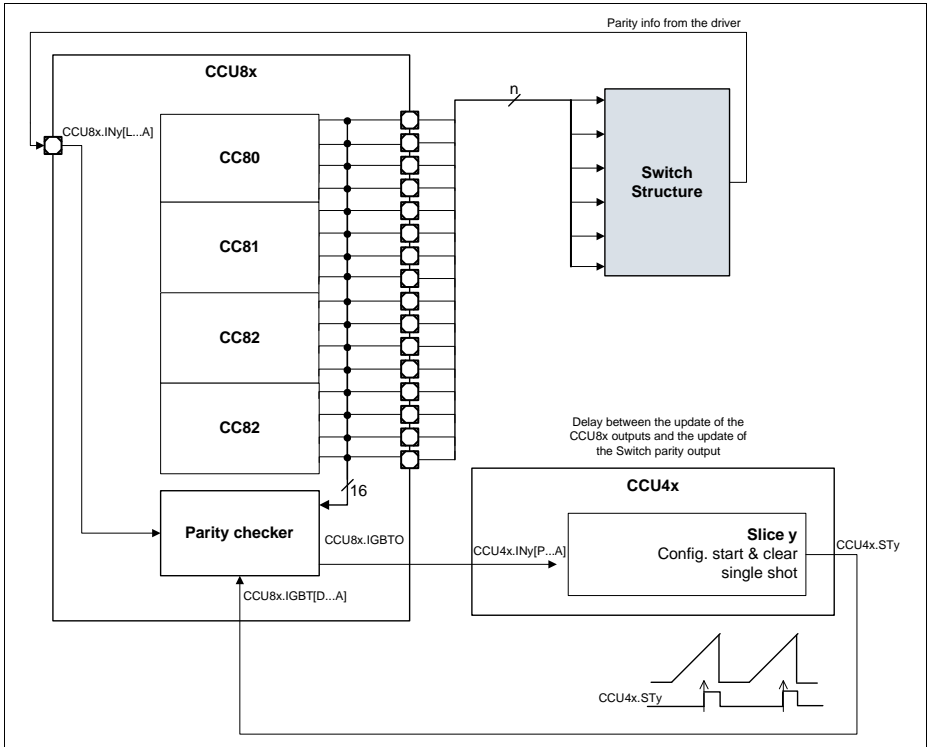 Parity info from the driver
CCU8x
n
CCU8x.INy[L...A]
CC80
Switch
Structure
CC81
CC82
CC82
Delay between the update of the
CCU8x outputs and the update of
the Switch parity output
16
CCU4x
Parity checker
CCU8x.IGBTO
Slice y
Config. start & clear
single shot
CCU4x.INy[P...A]
CCU4x.STy
CCU8x.IGBT[D...A]
CCU4x.STy